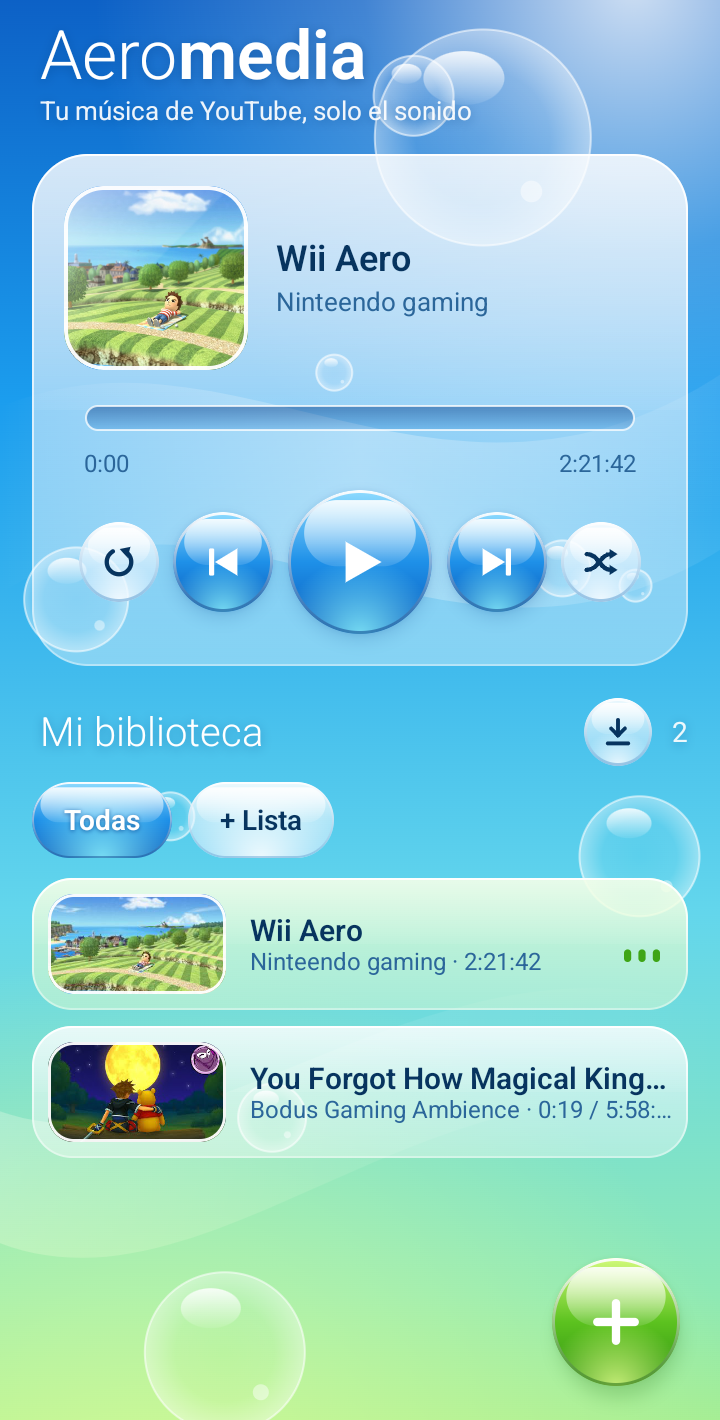 Aeromedia
Tu música de YouTube, solo el sonido
Wii Aero
Ninteendo gaming
0:00
2:21:42
Mi biblioteca
2
Todas
+ Lista
Wii Aero
Ninteendo gaming · 2:21:42
You Forgot How Magical King...
Bodus Gaming Ambience · 0:19 / 5:58:...